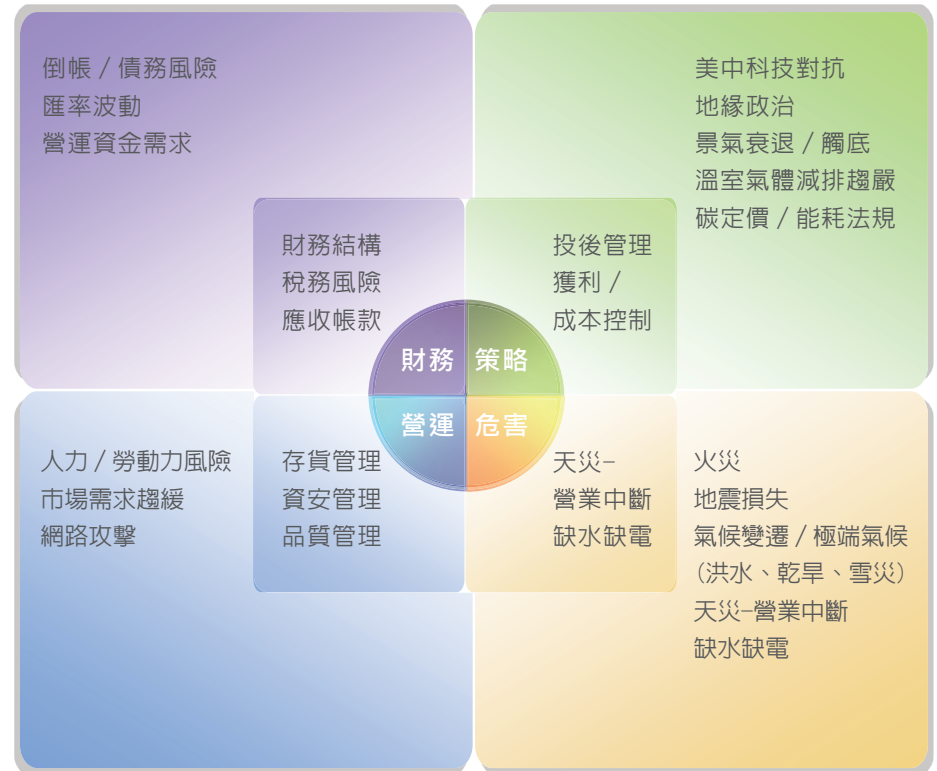 倒帳 / 債務風險
匯率波動
營運資金需求
美中科技對抗
地緣政治
景氣衰退 / 觸底
溫室氣體減排趨嚴
碳定價 / 能耗法規
財務結構
稅務風險
應收帳款
投後管理
獲利 /
成本控制
財務
策略
營運
危害
人力 / 勞動力風險
市場需求趨緩
網路攻擊
存貨管理
資安管理
品質管理
天災-
營業中斷
缺水缺電
火災
地震損失
氣候變遷 / 極端氣候
(洪水、乾旱、雪災)
天災-營業中斷
缺水缺電